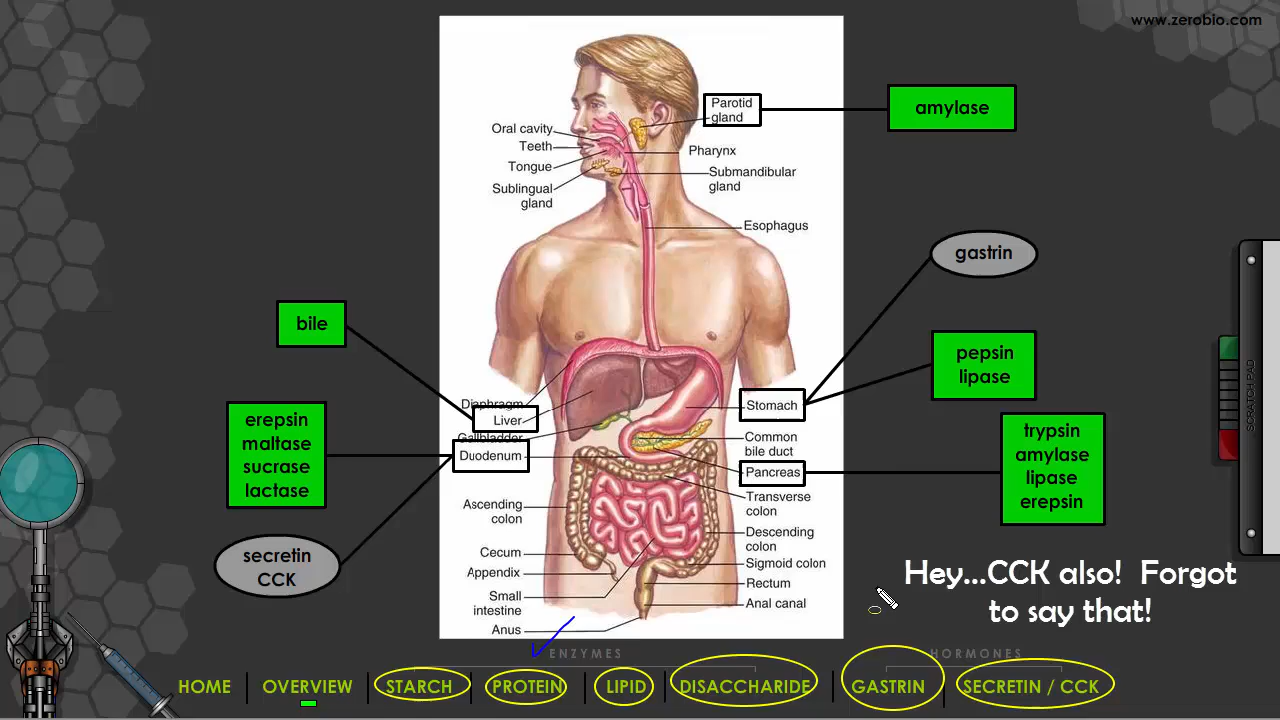 www.zerobio.com
Parotid
gland
amylase
Oral cavity
Teeth
Pharynx
Tongue
Submandibular
gland
Sublingual
gland
Esophagus
gastrin
bile
pepsin
lipase
Diaphragm
Liver
Stomach
erepsin
maltase
sucrase
lactase
Gallbladder
Duodenum
Common
bile duct
Pancreas
trypsin
amylase
lipase
erepsin
Transverse
colon
Ascending
colon
Descending
colon
Cecum
Sigmoid colon
Appendix
Rectum
Small
intestine
Anal canal
Anus
secretin
CCK
Hey...CCK also! Forgot
to say that!
SCRATCH PAD
ENZYMES
HORMONES
HOME OVERVIEW STARCH PROTEIN LIPID DISACCHARIDE GASTRIN SECRETIN / CCK